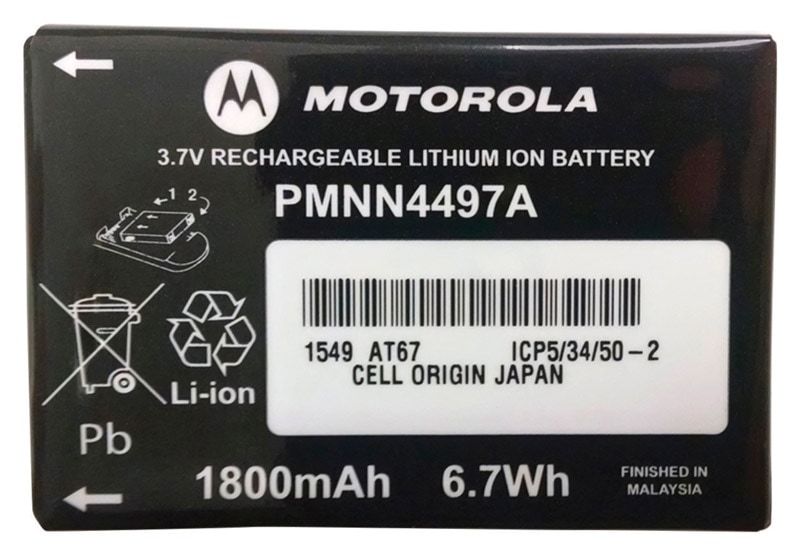 MOTOROLA
3.7V RECHARGEABLE LITHIUM ION BATTERY
PMNN4497A
1 2
1549 AT67 ICP5/34/50-2
CELL ORIGIN JAPAN
Li-ion
Pb
1800mAh 6.7Wh
FINISHED IN
MALAYSIA